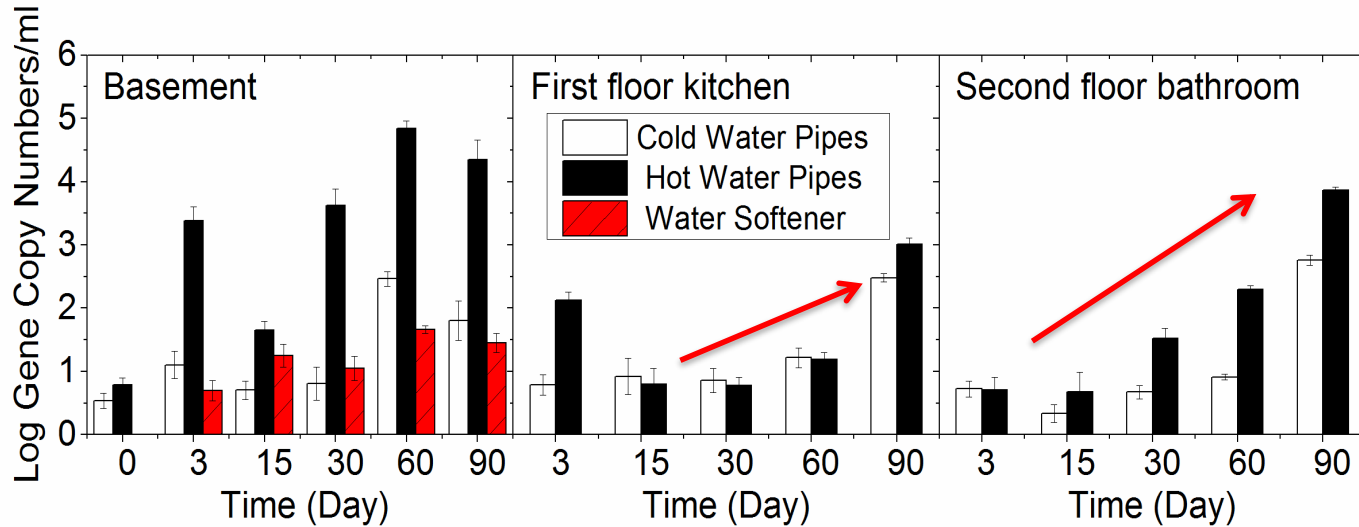 Log Gene Copy Numbers/ml
6
5
4
3
2
1
0
Basement
0 3 15 30 60 90
Time (Day)
First floor kitchen
Cold Water Pipes
Hot Water Pipes
Water Softener
3 15 30 60 90
Time (Day)
Second floor bathroom
3 15 30 60 90
Time (Day)